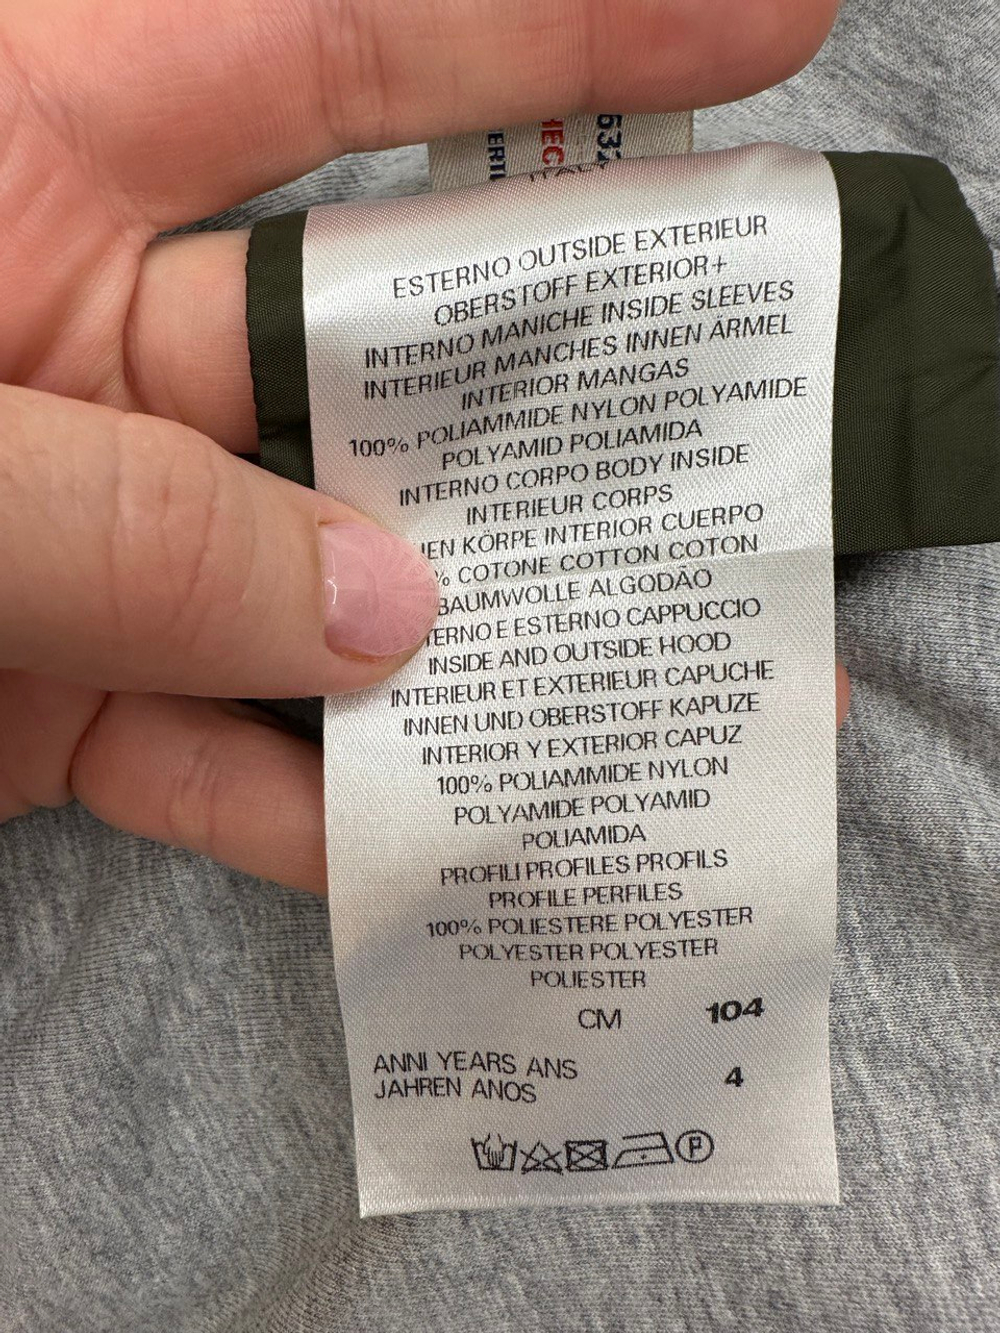 ITALY
ESTERNO OUTSIDE EXTERIEUR
OBERSTOFF EXTERIOR+
INTERNO MANICHE INSIDE SLEEVES
INTERIEUR MANCHES INNEN ÄRMEL
INTERIOR MANGAS
100% POLIAMMIDE NYLON POLYAMIDE
POLYAMID POLIAMIDA
INTERNO CORPO BODY INSIDE
INTERIEUR CORPS
KÖRPE INTERIOR CUERPO
% COTONE COTTON COTON
BAUMWOLLE ALGODÃO
E ESTERNO CAPPUCCIO
INSIDE AND OUTSIDE HOOD
INTERIEUR ET EXTERIEUR CAPUCHE
INNEN UND OBERSTOFF KAPUZE
INTERIOR Y EXTERIOR CAPUZ
100% POLIAMMIDE NYLON
POLYAMIDE POLYAMID
POLIAMIDA
PROFILI PROFILES PROFILS
PROFILE PERFILES
100% POLIESTERE POLYESTER
POLYESTER POLYESTER
POLIESTER
CM 104
ANNI YEARS ANS
JAHREN ANOS 4
P